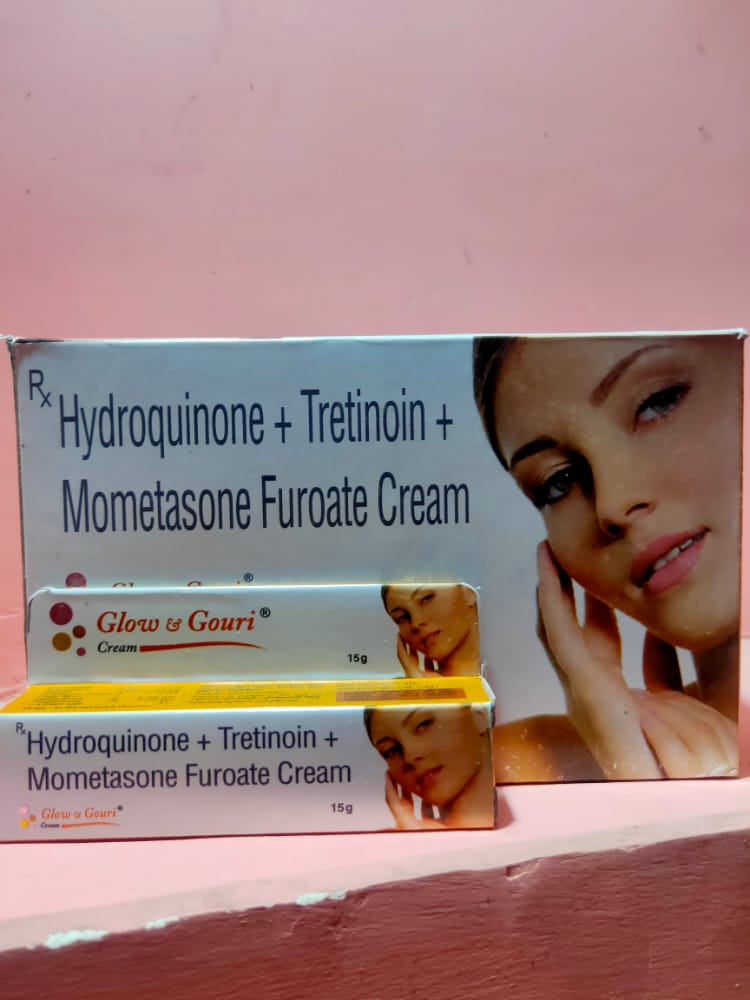 Rx
Hydroquinone + Tretinoin +
Mometasone Furoate Cream
®
Glow & Gouri®
Cream
15g
Rx
Hydroquinone + Tretinoin +
Mometasone Furoate Cream
15g
Glow & Gouri®
Cream